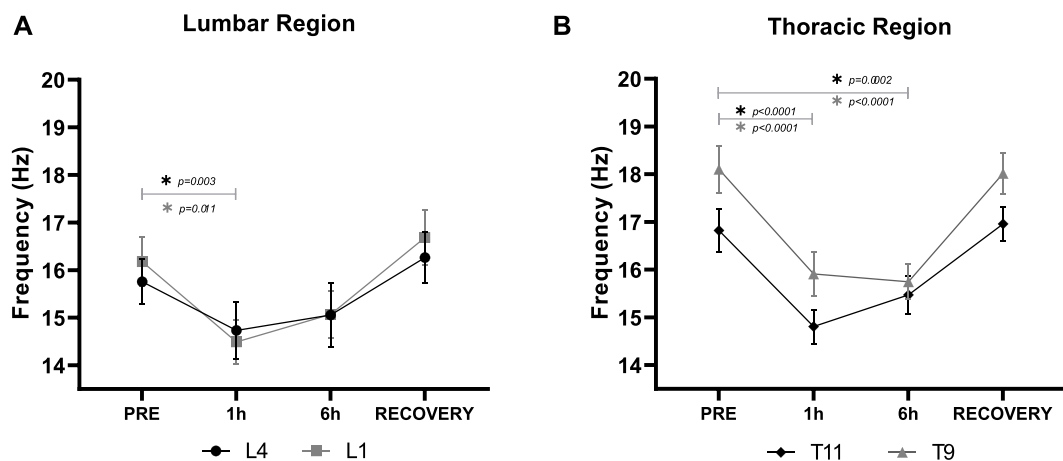 A
Lumbar Region
Frequency (Hz)
20
19
18
17
16
15
14
* p=0.003
* p=0.011
PRE
1h
6h
RECOVERY
L4
L1
B
Thoracic Region
Frequency (Hz)
20
19
18
17
16
15
14
* p=0.002
* p<0.0001
* p<0.0001
* p<0.0001
PRE
1h
6h
RECOVERY
T11
T9